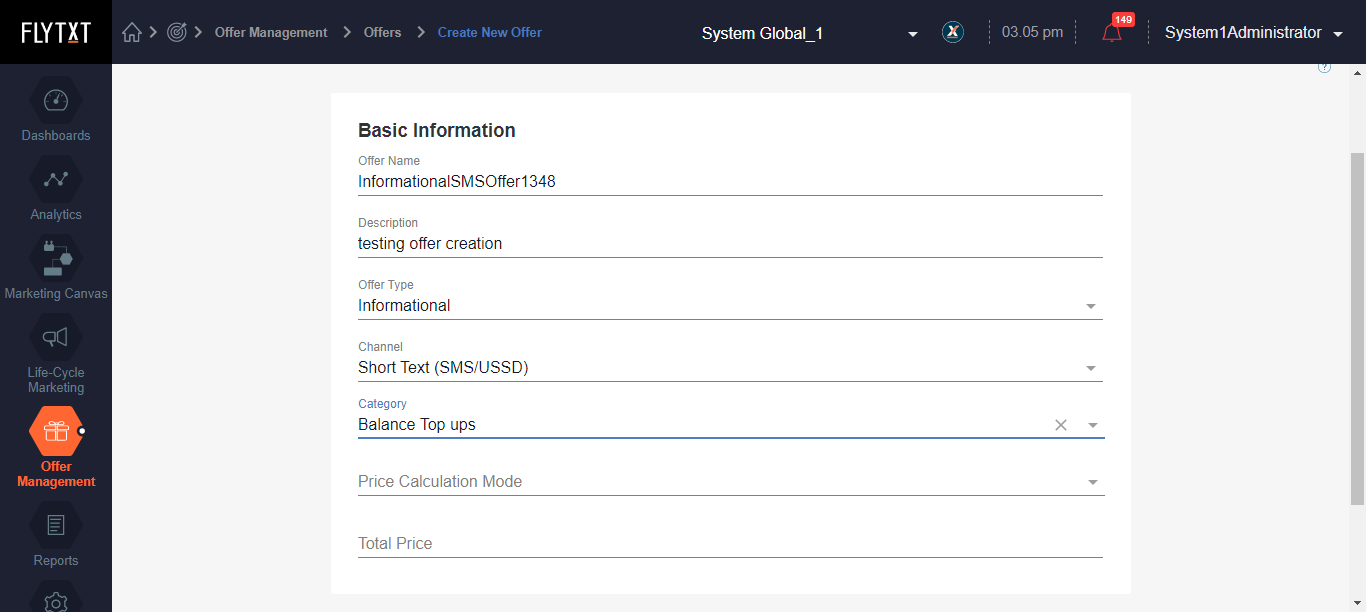 FLYTXT
Offer Management
Offers
Create New Offer
System Global_1
X
03.05 pm
149
System1Administrator
?
Dashboards
Analytics
Marketing Canvas
Life-Cycle
Marketing
Offer
Management
Reports
Basic Information
Offer Name
InformationalSMSOffer1348
Description
testing offer creation
Offer Type
Informational
Channel
Short Text (SMS/USSD)
Category
Balance Top ups
Price Calculation Mode
Total Price